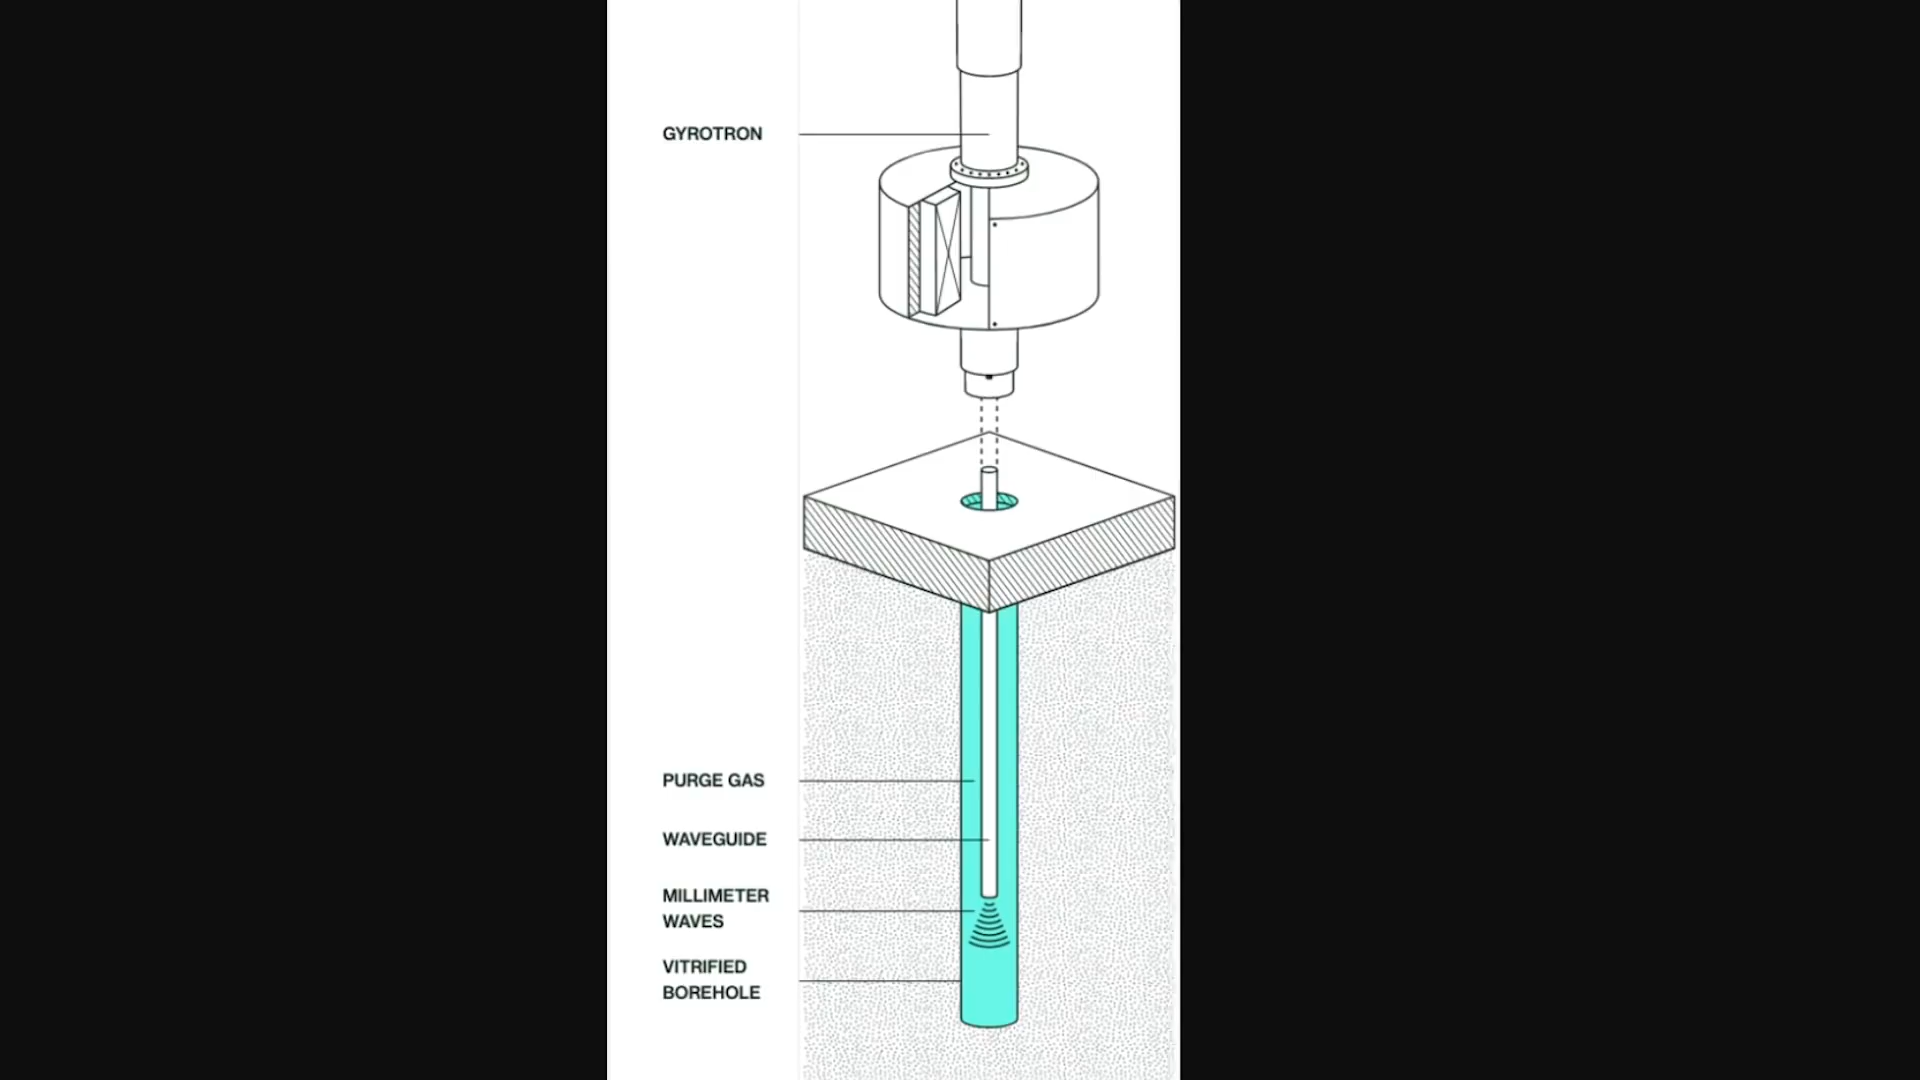 GYROTRON
PURGE GAS
WAVEGUIDE
MILLIMETER
WAVES
VITRIFIED
BOREHOLE